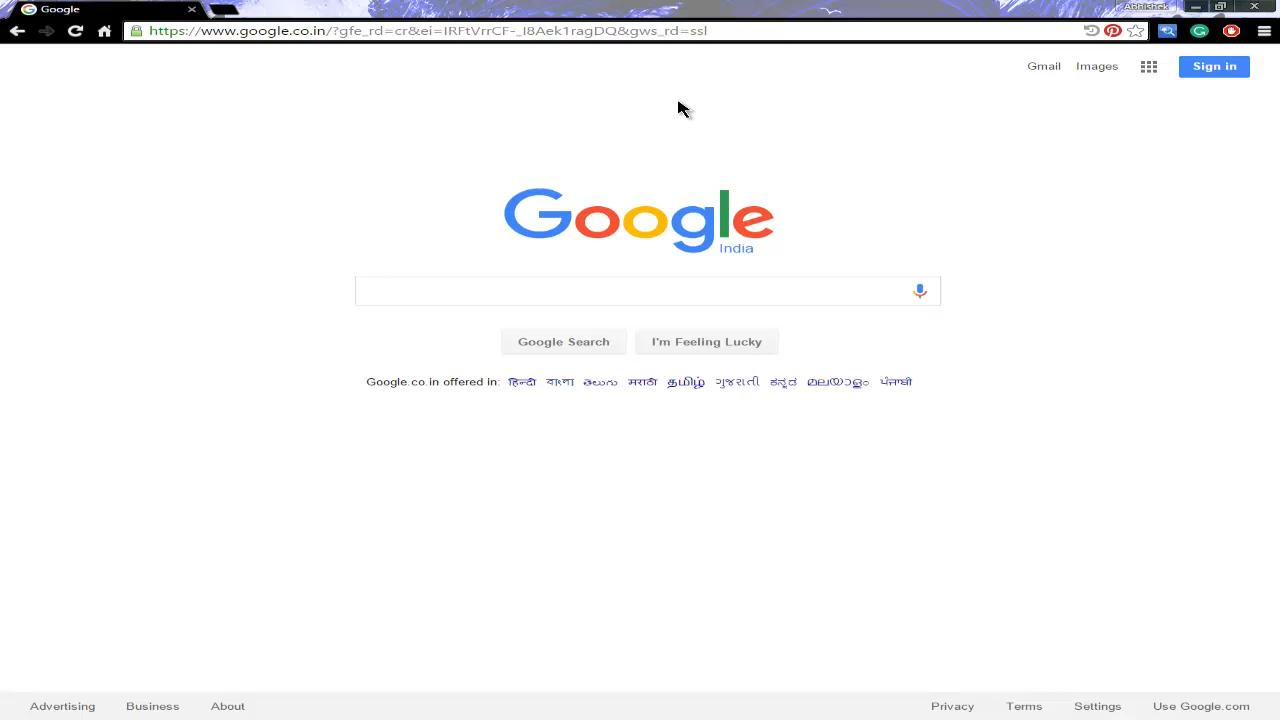 Google
Abhishek
https://www.google.co.in/?gfe_rd=cr&ei=IRFtVrrCF-_I8Aek1ragDQ&gws_rd=ssl
Gmail Images Sign in
Google
India
Google Search I'm Feeling Lucky
Google.co.in offered in: हिन्दी বাংলা తెలుగు मराठी தமிழ் ગુજરાતી ಕನ್ನಡ മലയാളം ਪੰਜਾਬੀ
Advertising Business About Privacy Terms Settings Use Google.com